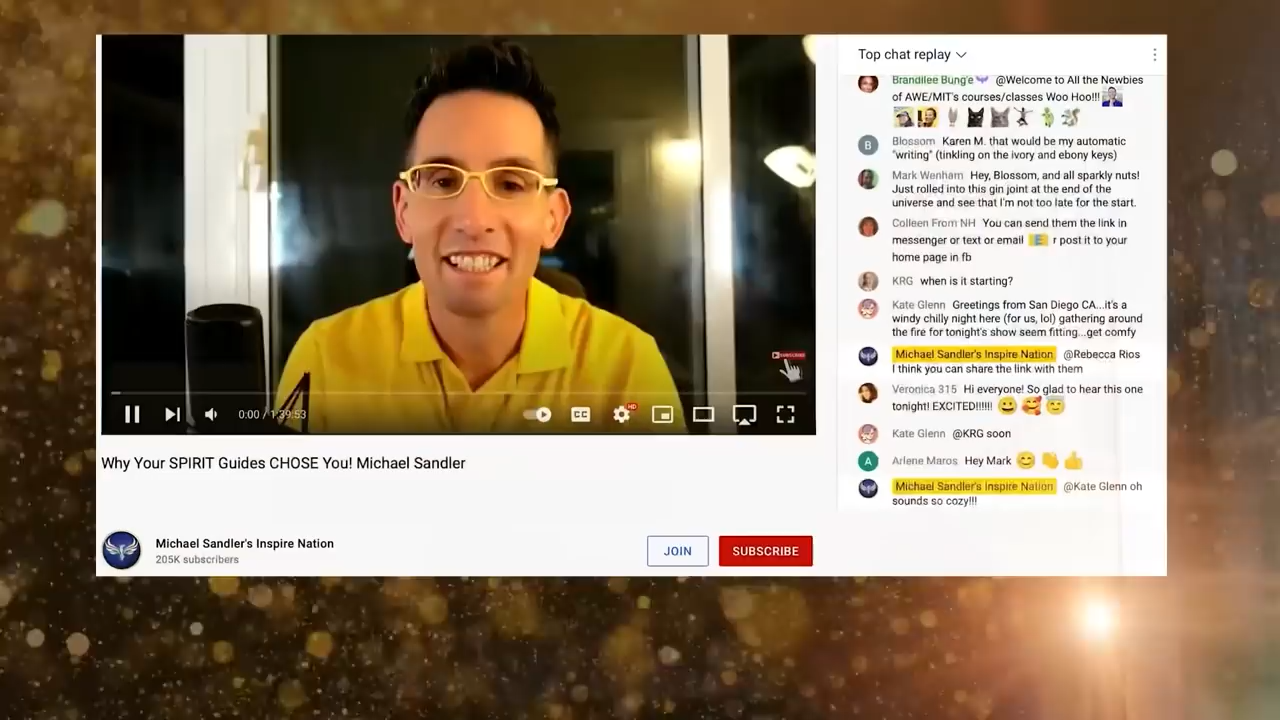 Top chat replay
Brandilee Bung'e @Welcome to All the Newbies
of AWE/MIT's courses/classes Woo Hoo!!!
Blossom Karen M. that would be my automatic
"writing" (tinkling on the ivory and ebony keys)
Mark Wenham Hey, Blossom, and all sparkly nuts!
Just rolled into this gin joint at the end of the
universe and see that I'm not too late for the start.
Colleen From NH You can send them the link in
messenger or text or email E r post it to your
home page in fb
KRG when is it starting?
Kate Glenn Greetings from San Diego CA...it's a
windy chilly night here (for us, lol) gathering around
the fire for tonight's show seem fitting...get comfy
Michael Sandler's Inspire Nation @Rebecca Rios
I think you can share the link with them
Veronica 315 Hi everyone! So glad to hear this one
tonight! EXCITED!!!!!!
Kate Glenn @KRG soon
Arlene Maros Hey Mark
Michael Sandler's Inspire Nation @Kate Glenn oh
sounds so cozy!!!
B
A
SUBSCRIBE
0:00 / 1:39:53
CC
HD
Why Your SPIRIT Guides CHOSE You! Michael Sandler
Michael Sandler's Inspire Nation
205K subscribers
JOIN
SUBSCRIBE